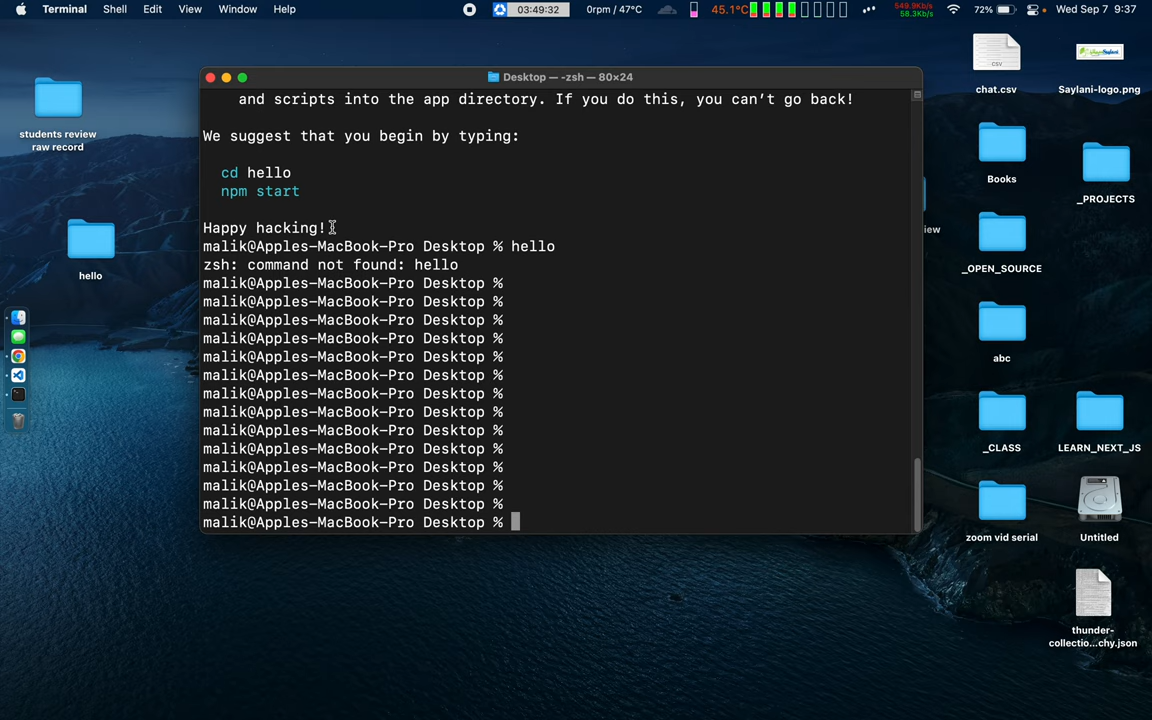 Terminal Shell Edit View Window Help 03:49:32 0rpm / 47°C 45.1°C 549.9Kb/s 58.3Kb/s 72% Wed Sep 7 9:37
Desktop — -zsh — 80×24
and scripts into the app directory. If you do this, you can’t go back!
We suggest that you begin by typing:
cd hello
npm start
Happy hacking!
malik@Apples-MacBook-Pro Desktop % hello
zsh: command not found: hello
malik@Apples-MacBook-Pro Desktop %
malik@Apples-MacBook-Pro Desktop %
malik@Apples-MacBook-Pro Desktop %
malik@Apples-MacBook-Pro Desktop %
malik@Apples-MacBook-Pro Desktop %
malik@Apples-MacBook-Pro Desktop %
malik@Apples-MacBook-Pro Desktop %
malik@Apples-MacBook-Pro Desktop %
malik@Apples-MacBook-Pro Desktop %
malik@Apples-MacBook-Pro Desktop %
malik@Apples-MacBook-Pro Desktop %
malik@Apples-MacBook-Pro Desktop %
malik@Apples-MacBook-Pro Desktop %
malik@Apples-MacBook-Pro Desktop %
students review
raw record
hello
CSV
chat.csv
Saylani-logo.png
Books
_PROJECTS
iew
_OPEN_SOURCE
abc
_CLASS
LEARN_NEXT_JS
zoom vid serial
Untitled
thunder-
collectio...chy.json